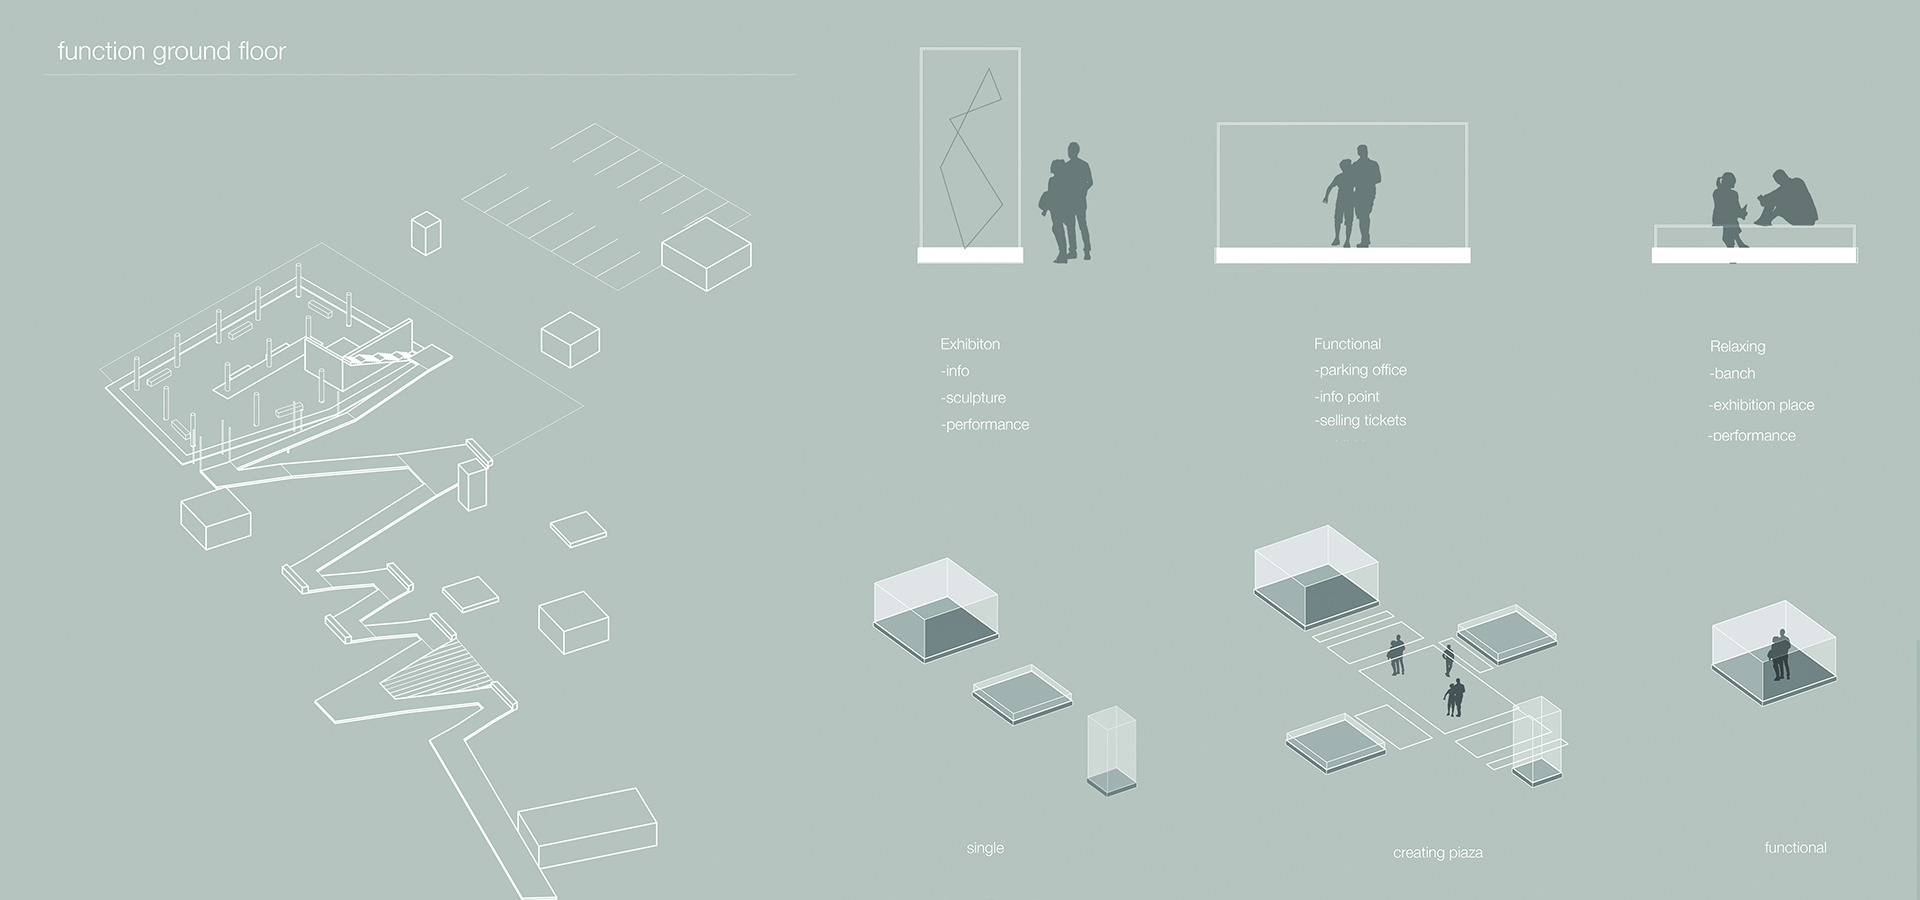 function ground floor
Exhibiton
-info
-sculpture
-performance
Functional
-parking office
-info point
-selling tickets
Relaxing
-banch
-exhibition place
-performance
single
creating piaza
functional